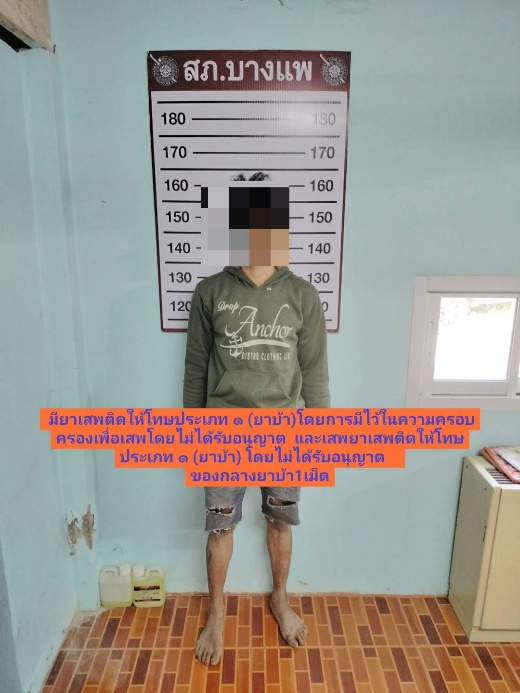 สภ.บางแพ
180 180
170 170
160 160
150 150
140 140
130 130
120
Drop
Anchor
DISTRO CLOTHING
มียาเสพติดให้โทษประเภท ๑ (ยาบ้า)โดยการมีไว้ในความครอบ
ครองเพื่อเสพโดยไม่ได้รับอนุญาต และเสพยาเสพติดให้โทษ
ประเภท ๑ (ยาบ้า) โดยไม่ได้รับอนุญาต
ของกลางยาบ้า1เม็ด